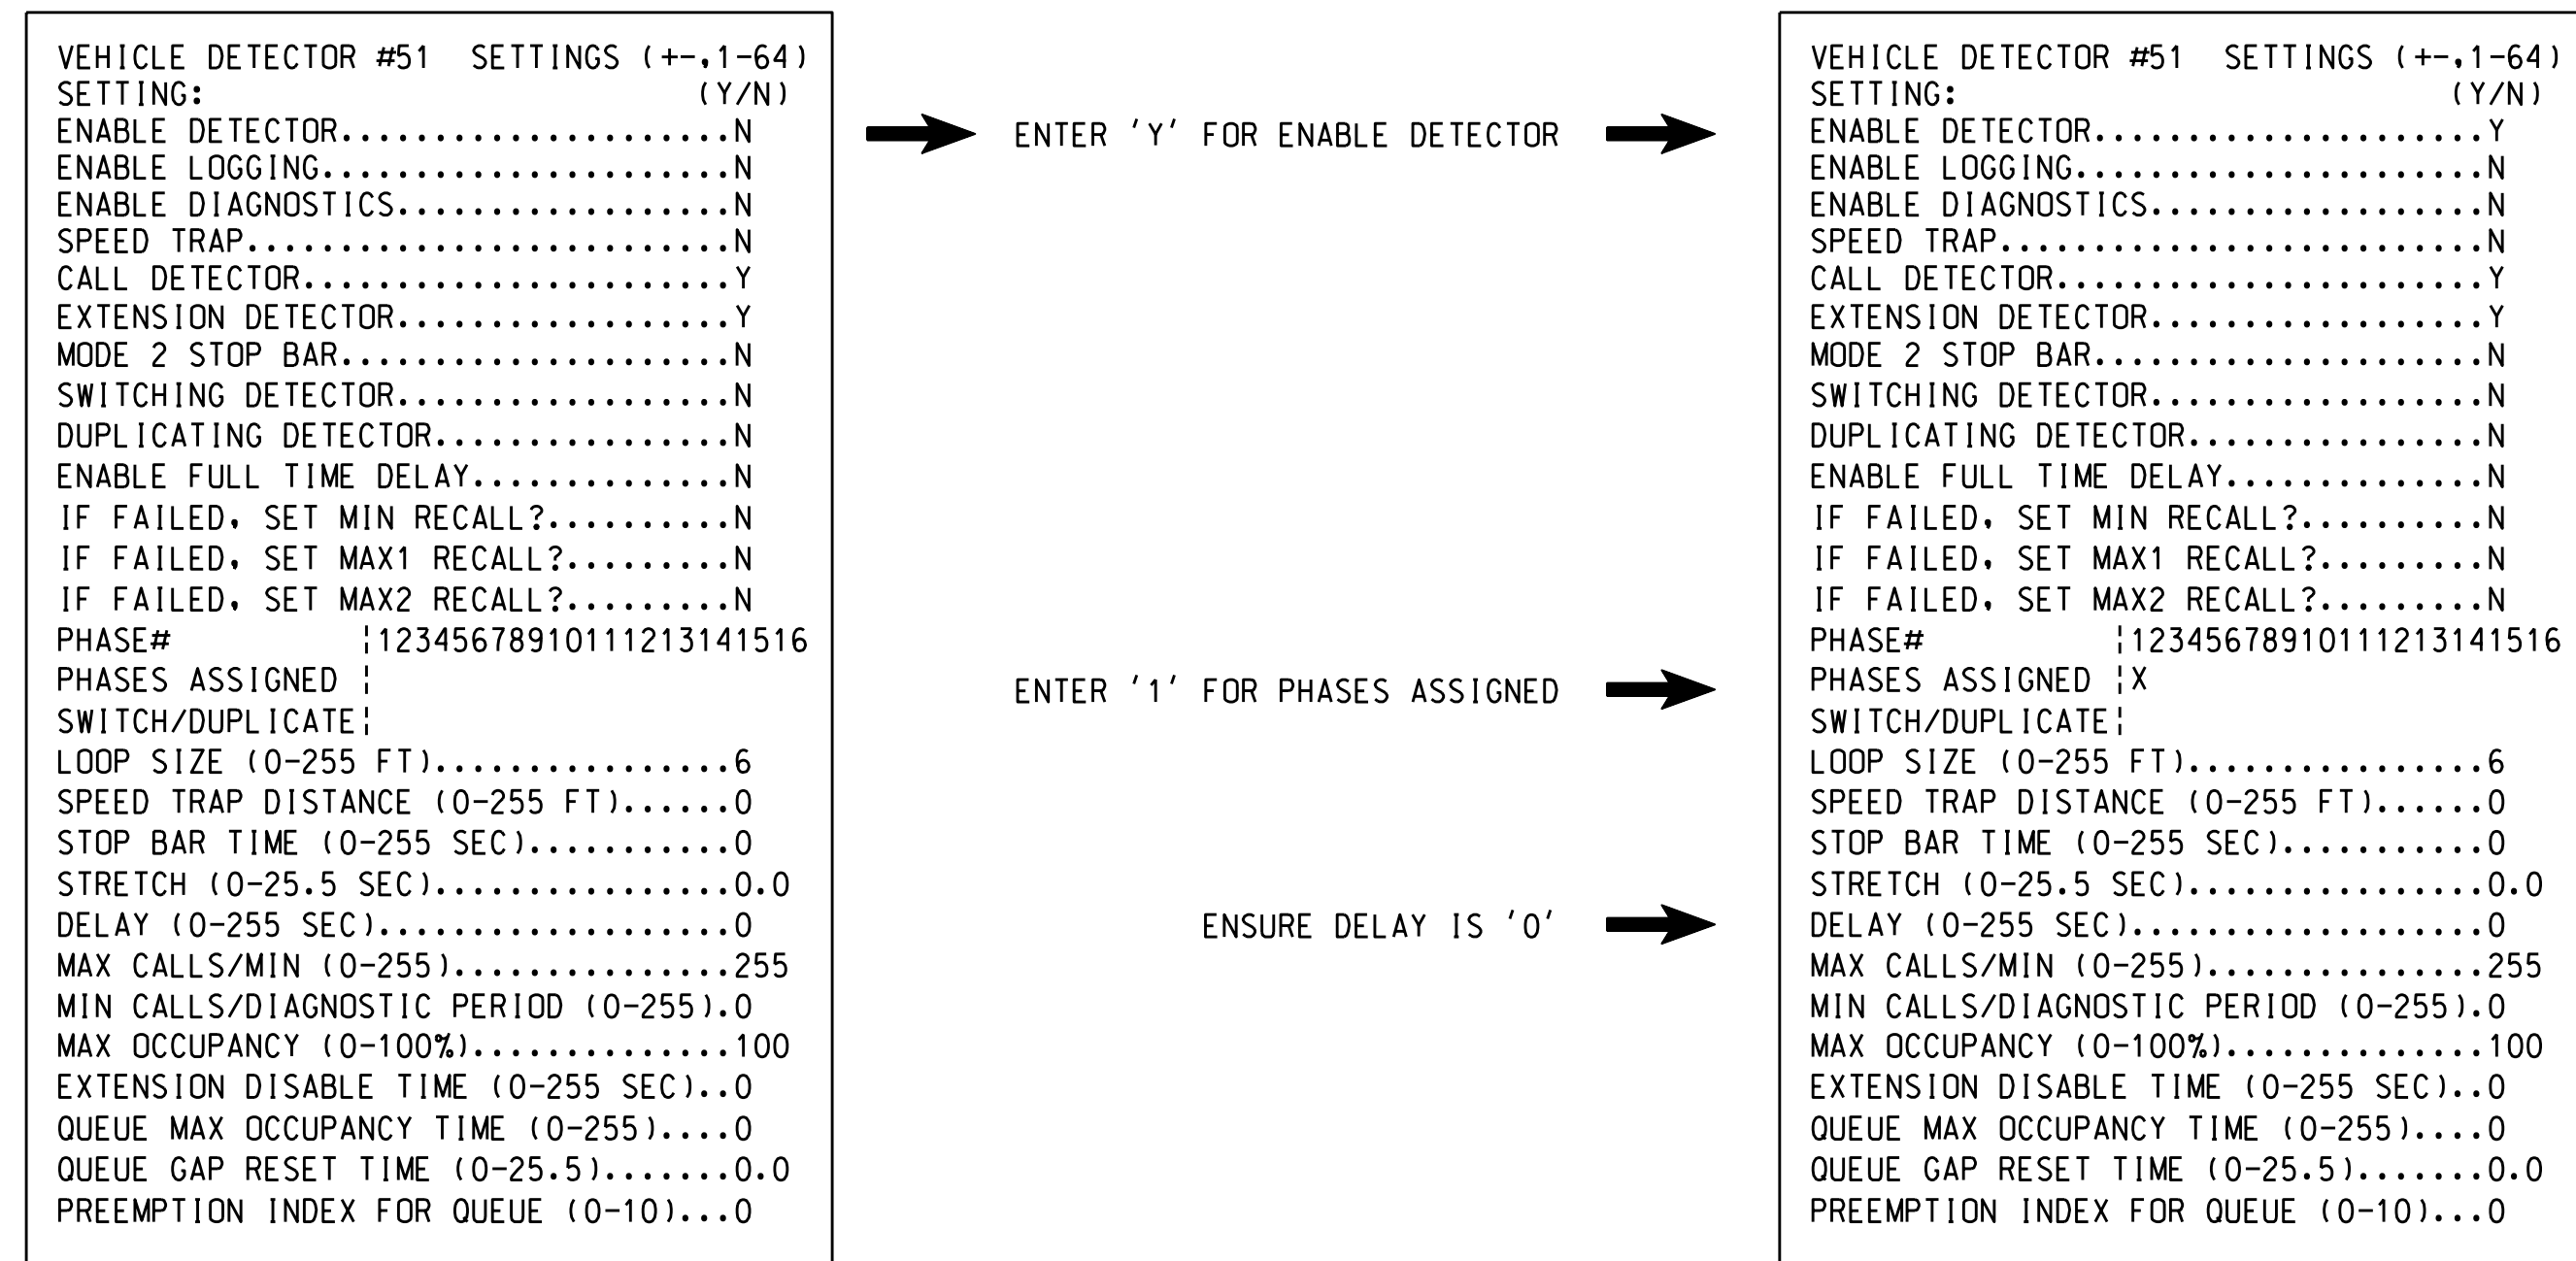 VEHICLE DETECTOR #51 SETTINGS (+-,1-64)
SETTING: (Y/N)
ENABLE DETECTOR.....................N
ENABLE LOGGING......................N
ENABLE DIAGNOSTICS..................N
SPEED TRAP..........................N
CALL DETECTOR.......................Y
EXTENSION DETECTOR..................Y
MODE 2 STOP BAR.....................N
SWITCHING DETECTOR..................N
DUPLICATING DETECTOR................N
ENABLE FULL TIME DELAY..............N
IF FAILED, SET MIN RECALL?..........N
IF FAILED, SET MAX1 RECALL?.........N
IF FAILED, SET MAX2 RECALL?.........N
PHASE# |12345678910111213141516
PHASES ASSIGNED |
SWITCH/DUPLICATE|
LOOP SIZE (0-255 FT)................6
SPEED TRAP DISTANCE (0-255 FT)......0
STOP BAR TIME (0-255 SEC)...........0
STRETCH (0-25.5 SEC)................0.0
DELAY (0-255 SEC)...................0
MAX CALLS/MIN (0-255)...............255
MIN CALLS/DIAGNOSTIC PERIOD (0-255).0
MAX OCCUPANCY (0-100%)..............100
EXTENSION DISABLE TIME (0-255 SEC)..0
QUEUE MAX OCCUPANCY TIME (0-255)....0
QUEUE GAP RESET TIME (0-25.5).......0.0
PREEMPTION INDEX FOR QUEUE (0-10)...0
ENTER 'Y' FOR ENABLE DETECTOR
ENTER '1' FOR PHASES ASSIGNED
ENSURE DELAY IS '0'
VEHICLE DETECTOR #51 SETTINGS (+-,1-64)
SETTING: (Y/N)
ENABLE DETECTOR.....................Y
ENABLE LOGGING......................N
ENABLE DIAGNOSTICS..................N
SPEED TRAP..........................N
CALL DETECTOR.......................Y
EXTENSION DETECTOR..................Y
MODE 2 STOP BAR.....................N
SWITCHING DETECTOR..................N
DUPLICATING DETECTOR................N
ENABLE FULL TIME DELAY..............N
IF FAILED, SET MIN RECALL?..........N
IF FAILED, SET MAX1 RECALL?.........N
IF FAILED, SET MAX2 RECALL?.........N
PHASE# |12345678910111213141516
PHASES ASSIGNED |X
SWITCH/DUPLICATE|
LOOP SIZE (0-255 FT)................6
SPEED TRAP DISTANCE (0-255 FT)......0
STOP BAR TIME (0-255 SEC)...........0
STRETCH (0-25.5 SEC)................0.0
DELAY (0-255 SEC)...................0
MAX CALLS/MIN (0-255)...............255
MIN CALLS/DIAGNOSTIC PERIOD (0-255).0
MAX OCCUPANCY (0-100%)..............100
EXTENSION DISABLE TIME (0-255 SEC)..0
QUEUE MAX OCCUPANCY TIME (0-255)....0
QUEUE GAP RESET TIME (0-25.5).......0.0
PREEMPTION INDEX FOR QUEUE (0-10)...0